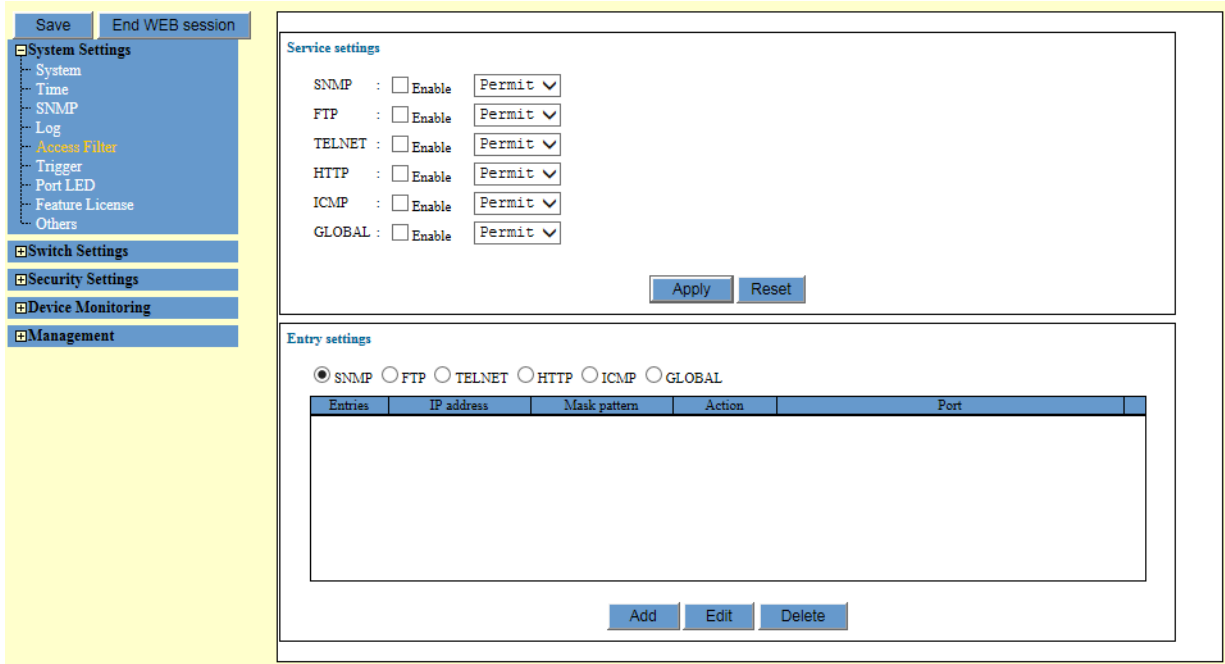 Save End WEB session
System Settings
System
Time
SNMP
Log
Access Filter
Trigger
Port LED
Feature License
Others
Switch Settings
Security Settings
Device Monitoring
Management
Service settings
SNMP : Enable Permit
FTP : Enable Permit
TELNET : Enable Permit
HTTP : Enable Permit
ICMP : Enable Permit
GLOBAL : Enable Permit
Apply Reset
Entry settings
SNMP FTP TELNET HTTP ICMP GLOBAL
Entries IP address Mask pattern Action Port
Add Edit Delete